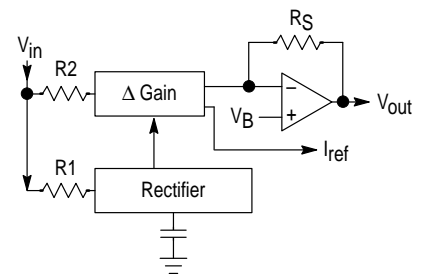 R_S
V_in
R2
Δ Gain
−
+
V_B
V_out
I_ref
R1
Rectifier